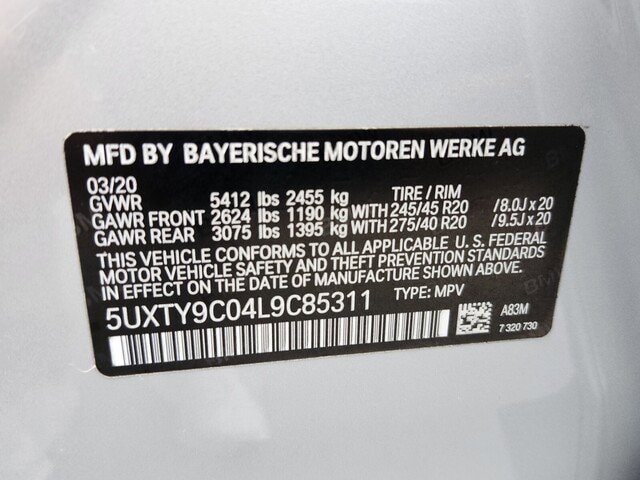 MFD BY BAYERISCHE MOTOREN WERKE AG
03/20
GVWR 5412 lbs 2455 kg TIRE / RIM
GAWR FRONT 2624 lbs 1190 kg WITH 245/45 R20 /8.0J x 20
GAWR REAR 3075 lbs 1395 kg WITH 275/40 R20 /9.5J x 20
THIS VEHICLE CONFORMS TO ALL APPLICABLE U. S. FEDERAL
MOTOR VEHICLE SAFETY AND THEFT PREVENTION STANDARDS
IN EFFECT ON THE DATE OF MANUFACTURE SHOWN ABOVE.
5UXTY9C04L9C85311 TYPE: MPV
A83M
7 320 730